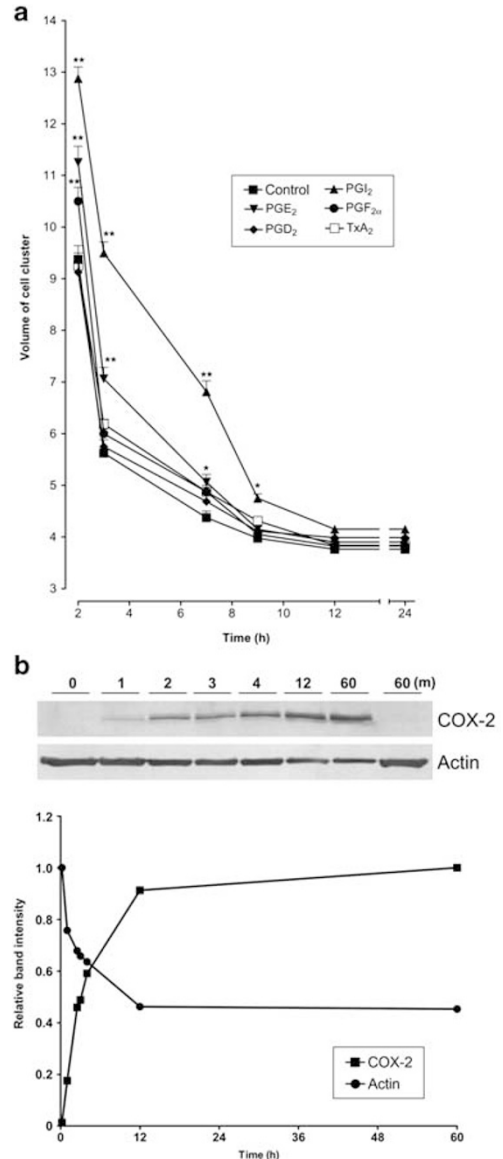 a
14
13
12
11
10
9
8
7
6
5
4
3
Volume of cell cluster
** ** ** ** ** ** * * 
Control
PGI₂
PGE₂
PGF₂α
PGD₂
TxA₂
2 4 6 8 10 12 24
Time (h)
b
0 1 2 3 4 12 60 60 (m)
COX-2
Actin
1.2
1.0
0.8
0.6
0.4
0.2
0
Relative band intensity
COX-2
Actin
0 12 24 36 48 60
Time (h)